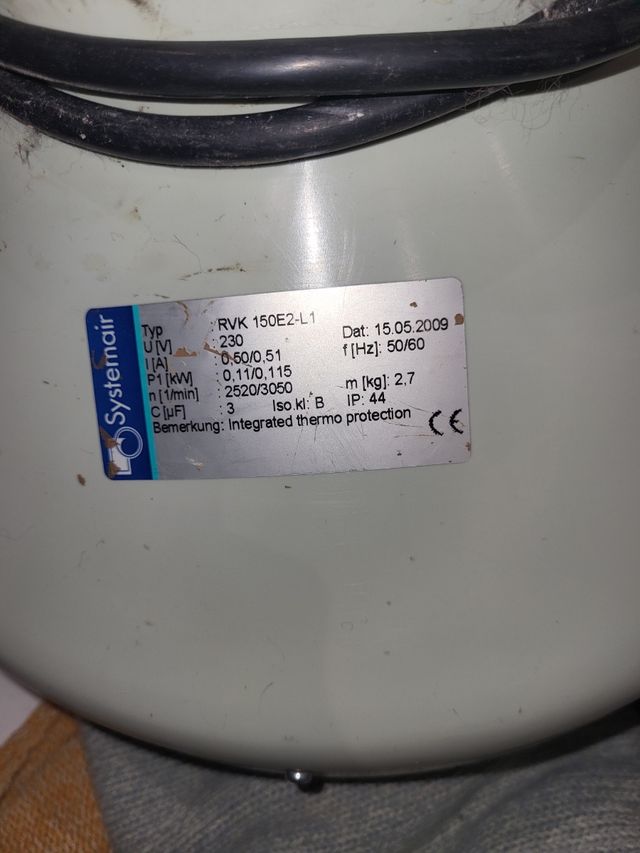 Systemair
Typ : RVK 150E2-L1 Dat: 15.05.2009
U [V] : 230 f [Hz]: 50/60
I [A] : 0,50/0,51
P1 [kW] : 0,11/0,115
n [1/min] : 2520/3050 m [kg]: 2,7
C [µF] : 3 Iso.kl: B IP: 44
Bemerkung: Integrated thermo protection
CE